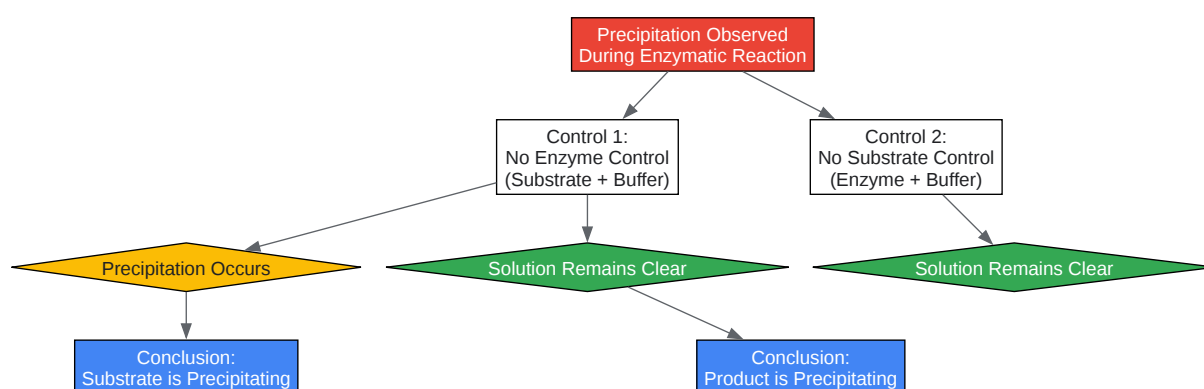 Precipitation Observed
During Enzymatic Reaction
Control 1:
No Enzyme Control
(Substrate + Buffer)
Control 2:
No Substrate Control
(Enzyme + Buffer)
Precipitation Occurs
Solution Remains Clear
Solution Remains Clear
Conclusion:
Substrate is Precipitating
Conclusion:
Product is Precipitating